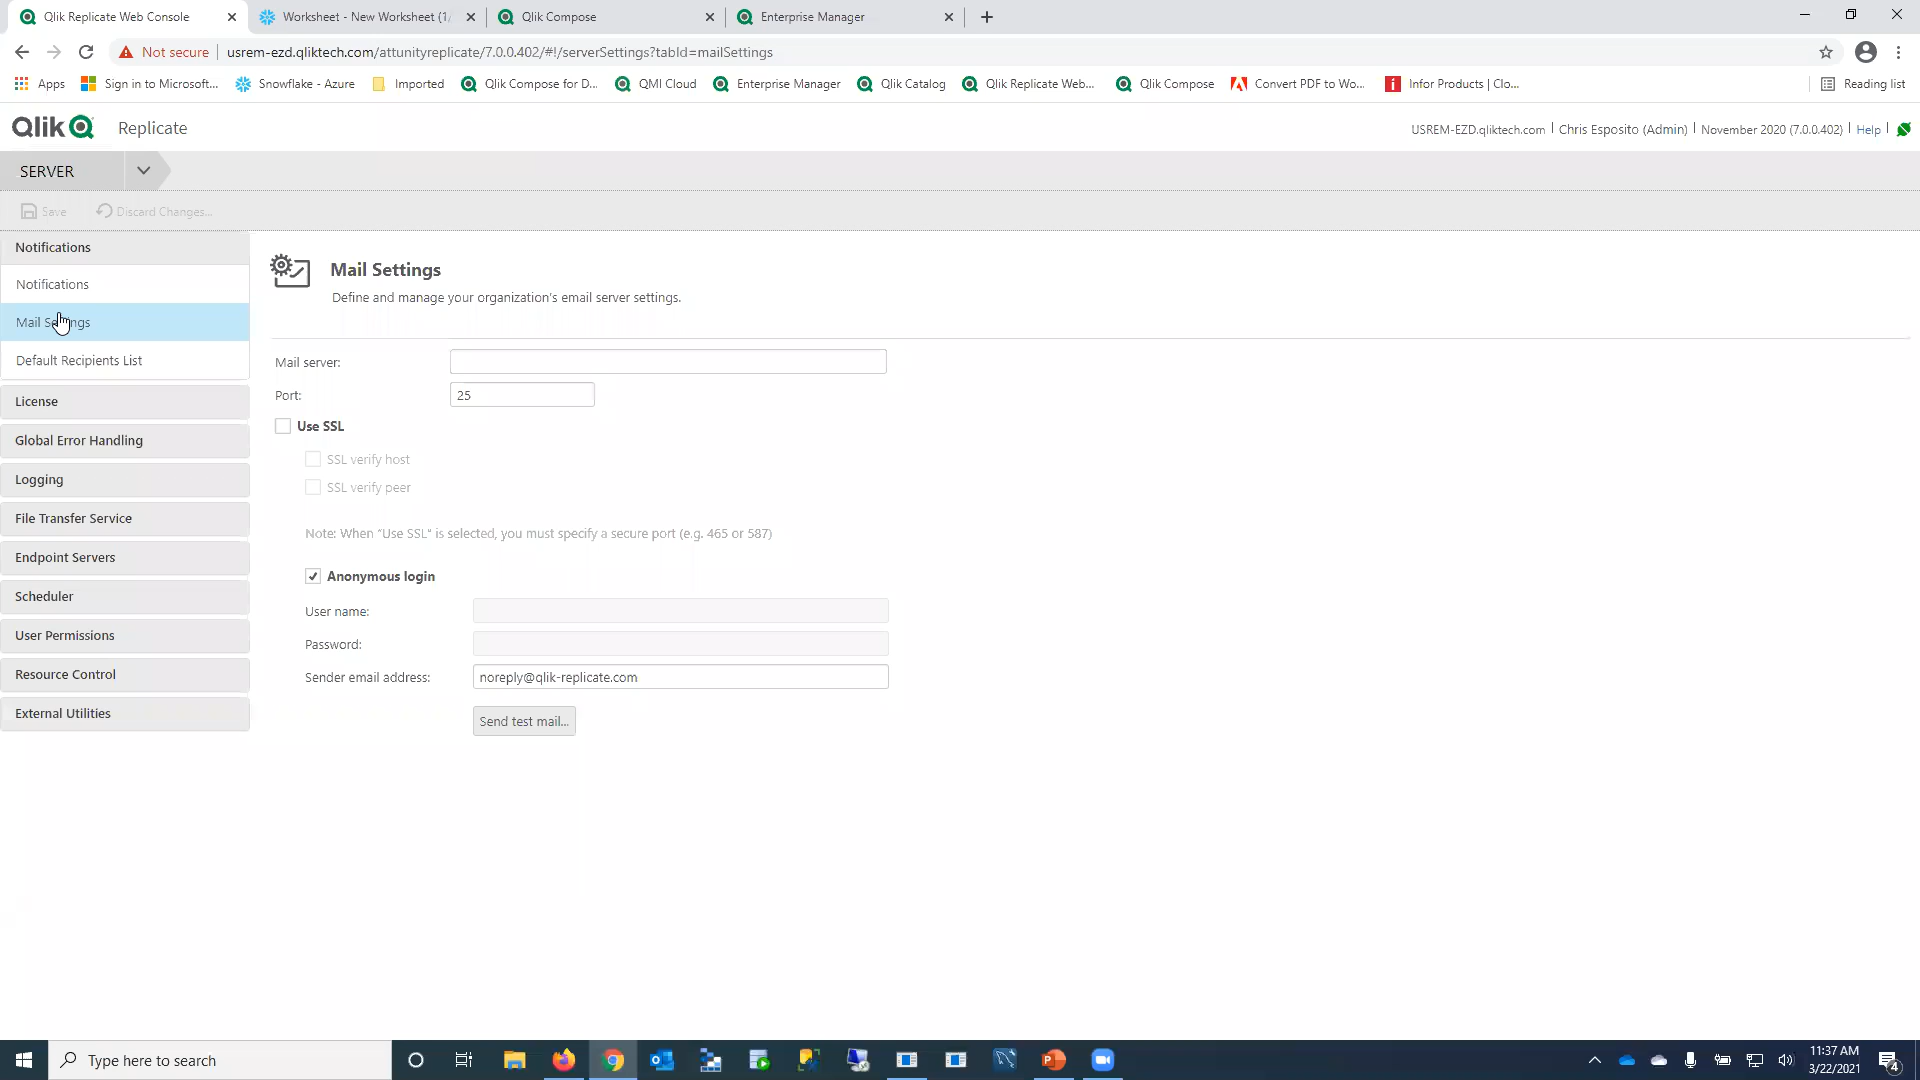 Qlik Replicate Web Console
Worksheet - New Worksheet (1/
Qlik Compose
Enterprise Manager
Not secure
usrem-ezd.qliktech.com/attunityreplicate/7.0.0.402/#!/serverSettings?tabId=mailSettings
Apps
Sign in to Microsoft...
Snowflake - Azure
Imported
Qlik Compose for D...
QMI Cloud
Enterprise Manager
Qlik Catalog
Qlik Replicate Web...
Qlik Compose
Convert PDF to Wo...
Infor Products | Clo...
Reading list
Qlik
Replicate
USREM-EZD.qliktech.com
Chris Esposito (Admin)
November 2020 (7.0.0.402)
Help
SERVER
Save
Discard Changes...
Notifications
Notifications
Mail Settings
Default Recipients List
License
Global Error Handling
Logging
File Transfer Service
Endpoint Servers
Scheduler
User Permissions
Resource Control
External Utilities
Mail Settings
Define and manage your organization's email server settings.
Mail server:
Port:
25
Use SSL
SSL verify host
SSL verify peer
Note: When "Use SSL" is selected, you must specify a secure port (e.g. 465 or 587)
Anonymous login
User name:
Password:
Sender email address:
noreply@qlik-replicate.com
Send test mail...
Type here to search
11:37 AM
3/22/2021
4